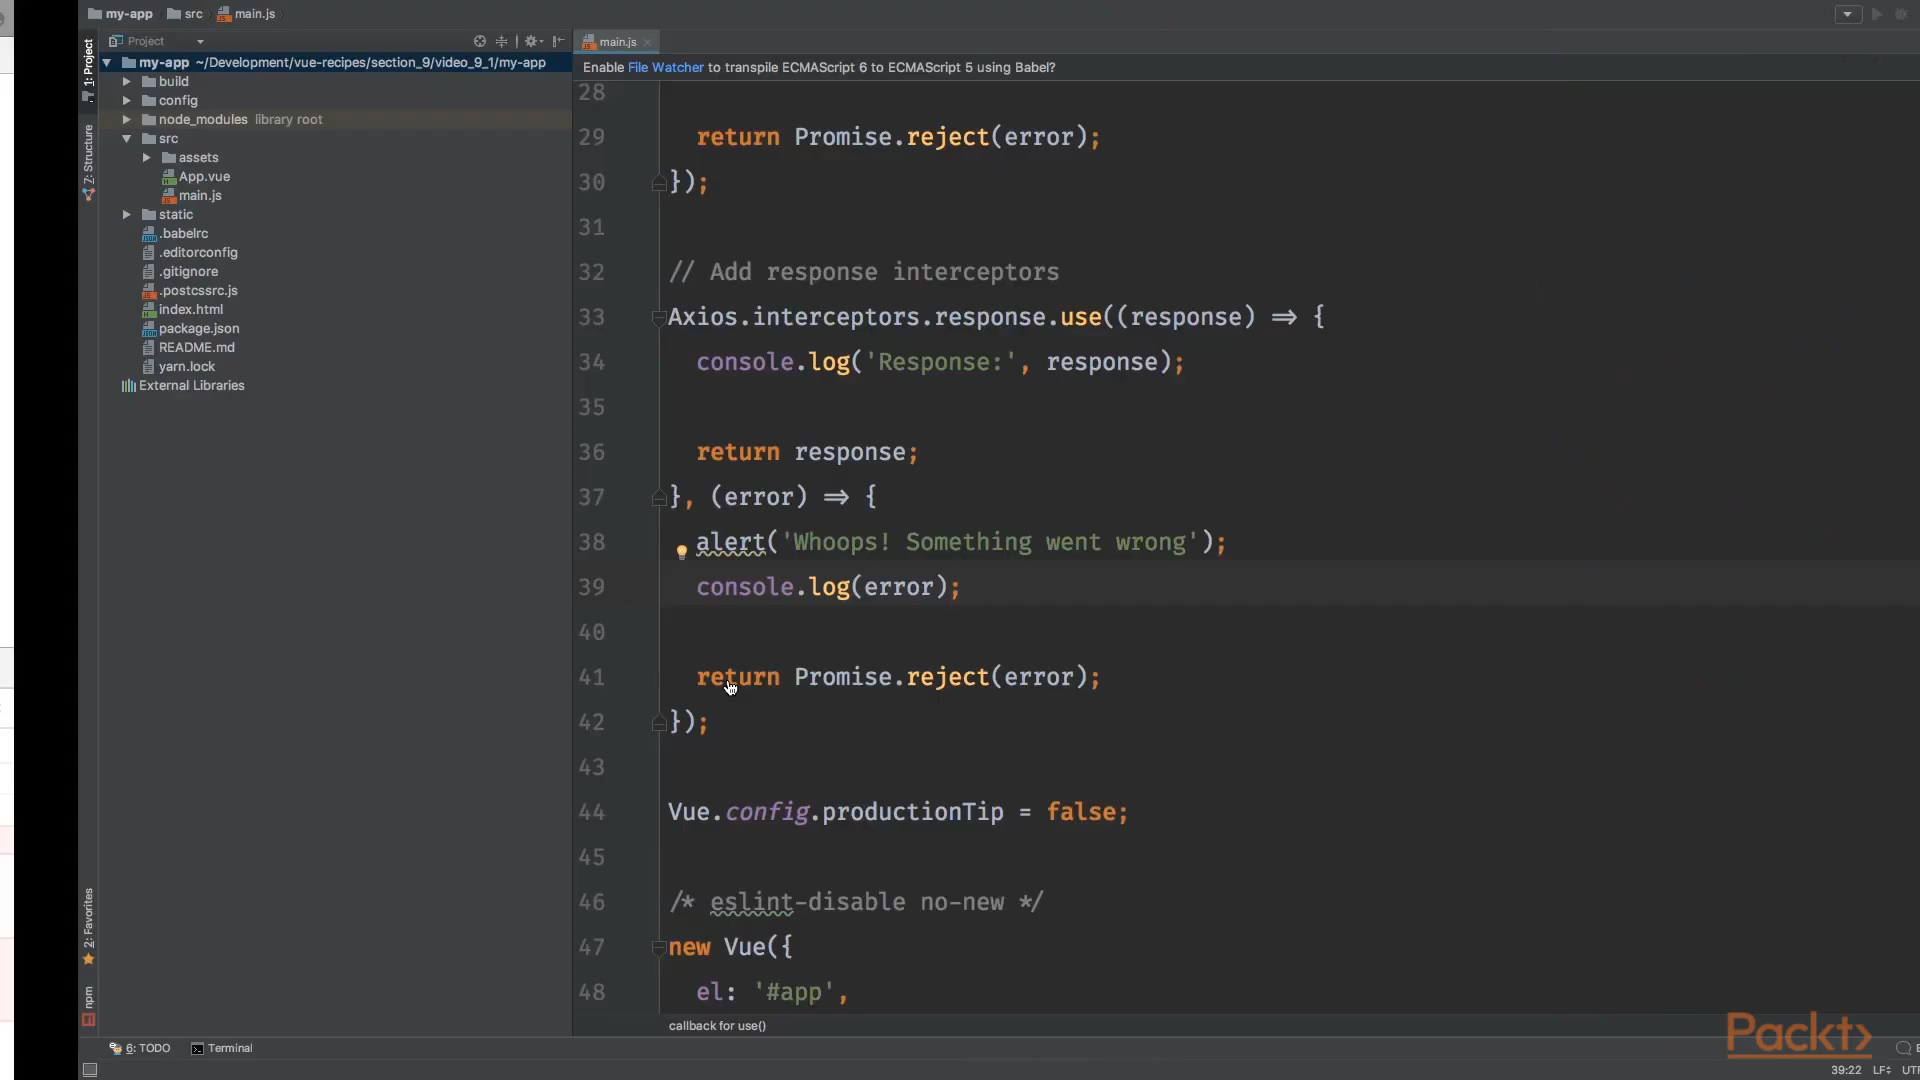 my-app src main.js
Project
main.js
1: Project
my-app ~/Development/vue-recipes/section_9/video_9_1/my-app
Enable File Watcher to transpile ECMAScript 6 to ECMAScript 5 using Babel?
build
config
node_modules library root
src
assets
App.vue
main.js
static
.babelrc
.editorconfig
.gitignore
.postcssrc.js
index.html
package.json
README.md
yarn.lock
External Libraries
7: Structure
28
29 return Promise.reject(error);
30 });
31
32 // Add response interceptors
33 Axios.interceptors.response.use((response) => {
34 console.log('Response:', response);
35
36 return response;
37 }, (error) => {
38 alert('Whoops! Something went wrong');
39 console.log(error);
40
41 return Promise.reject(error);
42 });
43
44 Vue.config.productionTip = false;
45
46 /* eslint-disable no-new */
47 new Vue({
48 el: '#app',
2: Favorites
npm
callback for use()
Packt>
6: TODO Terminal
39:22 LF